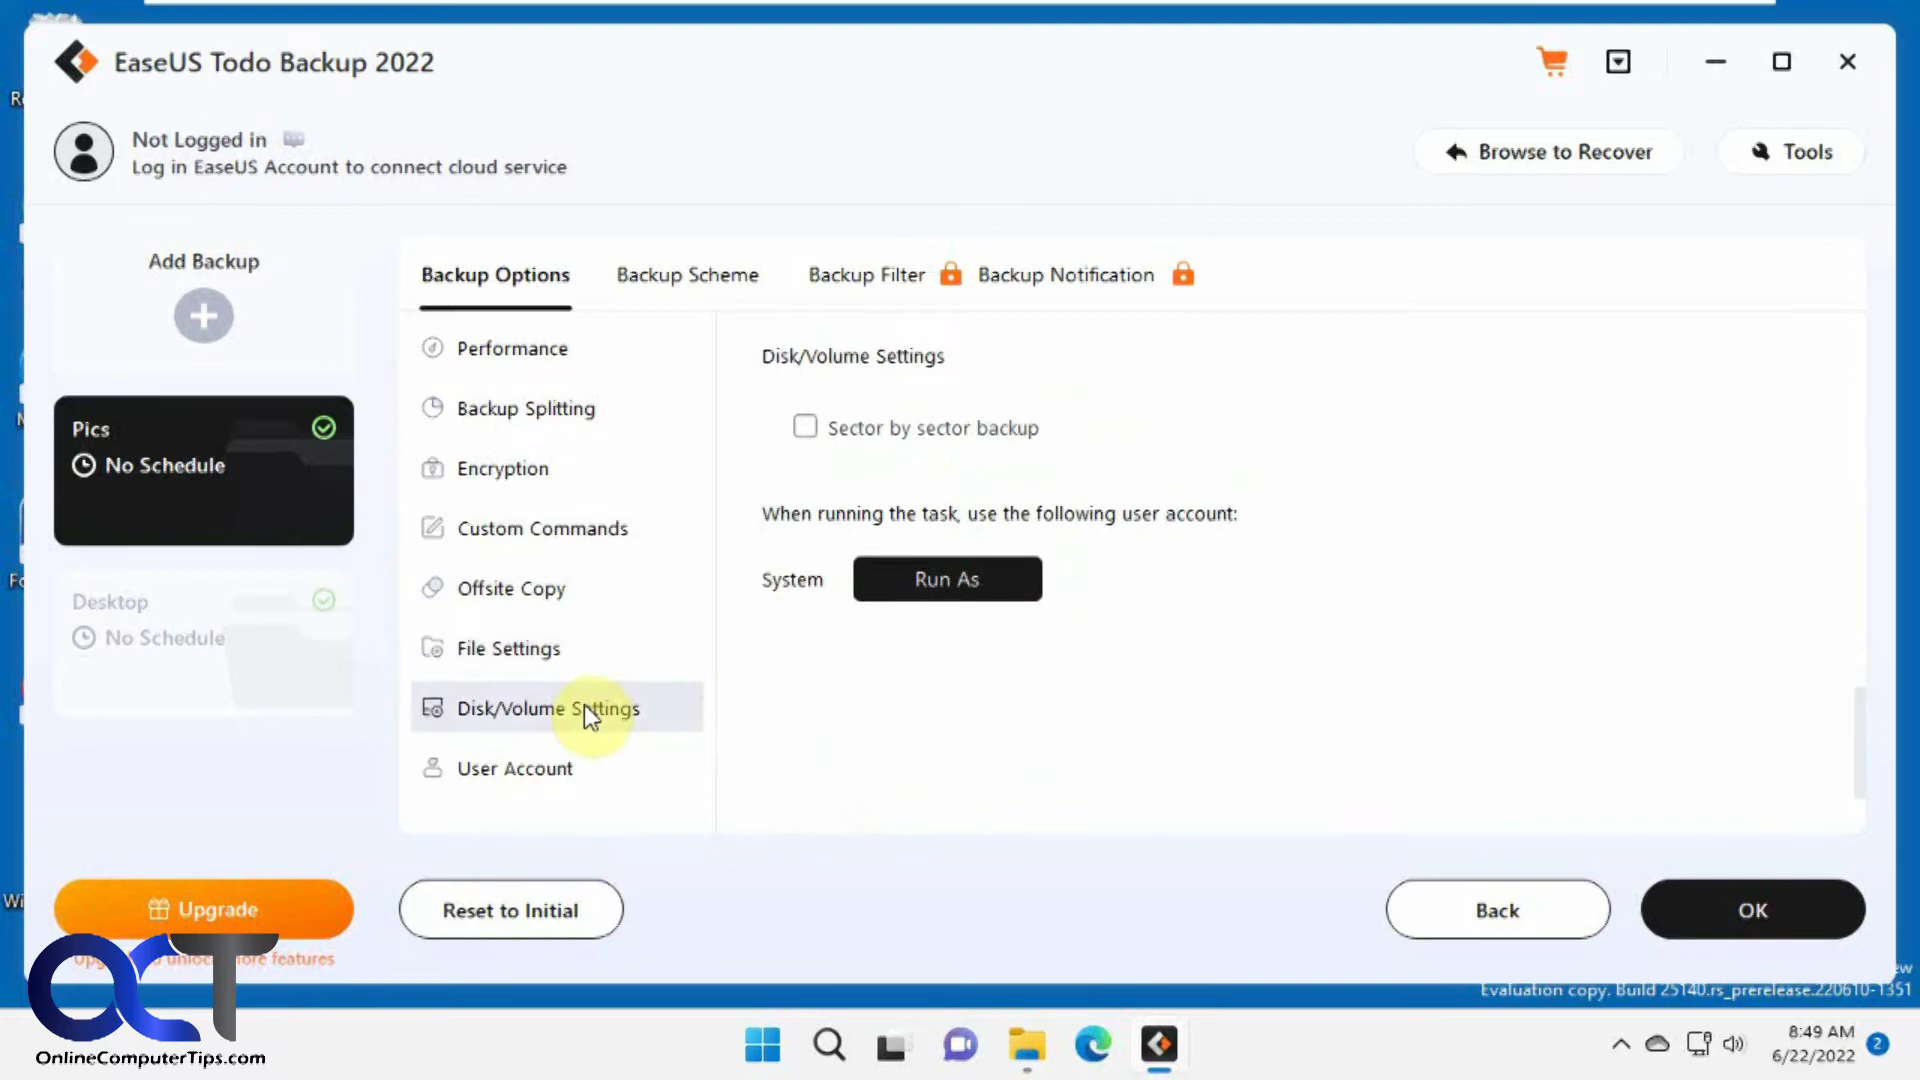 EaseUS Todo Backup 2022
Not Logged in
Log in EaseUS Account to connect cloud service
Browse to Recover
Tools
Add Backup
Backup Options
Backup Scheme
Backup Filter
Backup Notification
Pics
No Schedule
Desktop
No Schedule
Performance
Backup Splitting
Encryption
Custom Commands
Offsite Copy
File Settings
Disk/Volume Settings
User Account
Disk/Volume Settings
Sector by sector backup
When running the task, use the following user account:
System
Run As
Upgrade
more features
Reset to Initial
Back
OK
Evaluation copy. Build 25140.rs_prerelease.220610-1351
OCT
OnlineComputerTips.com
8:49 AM
6/22/2022
2